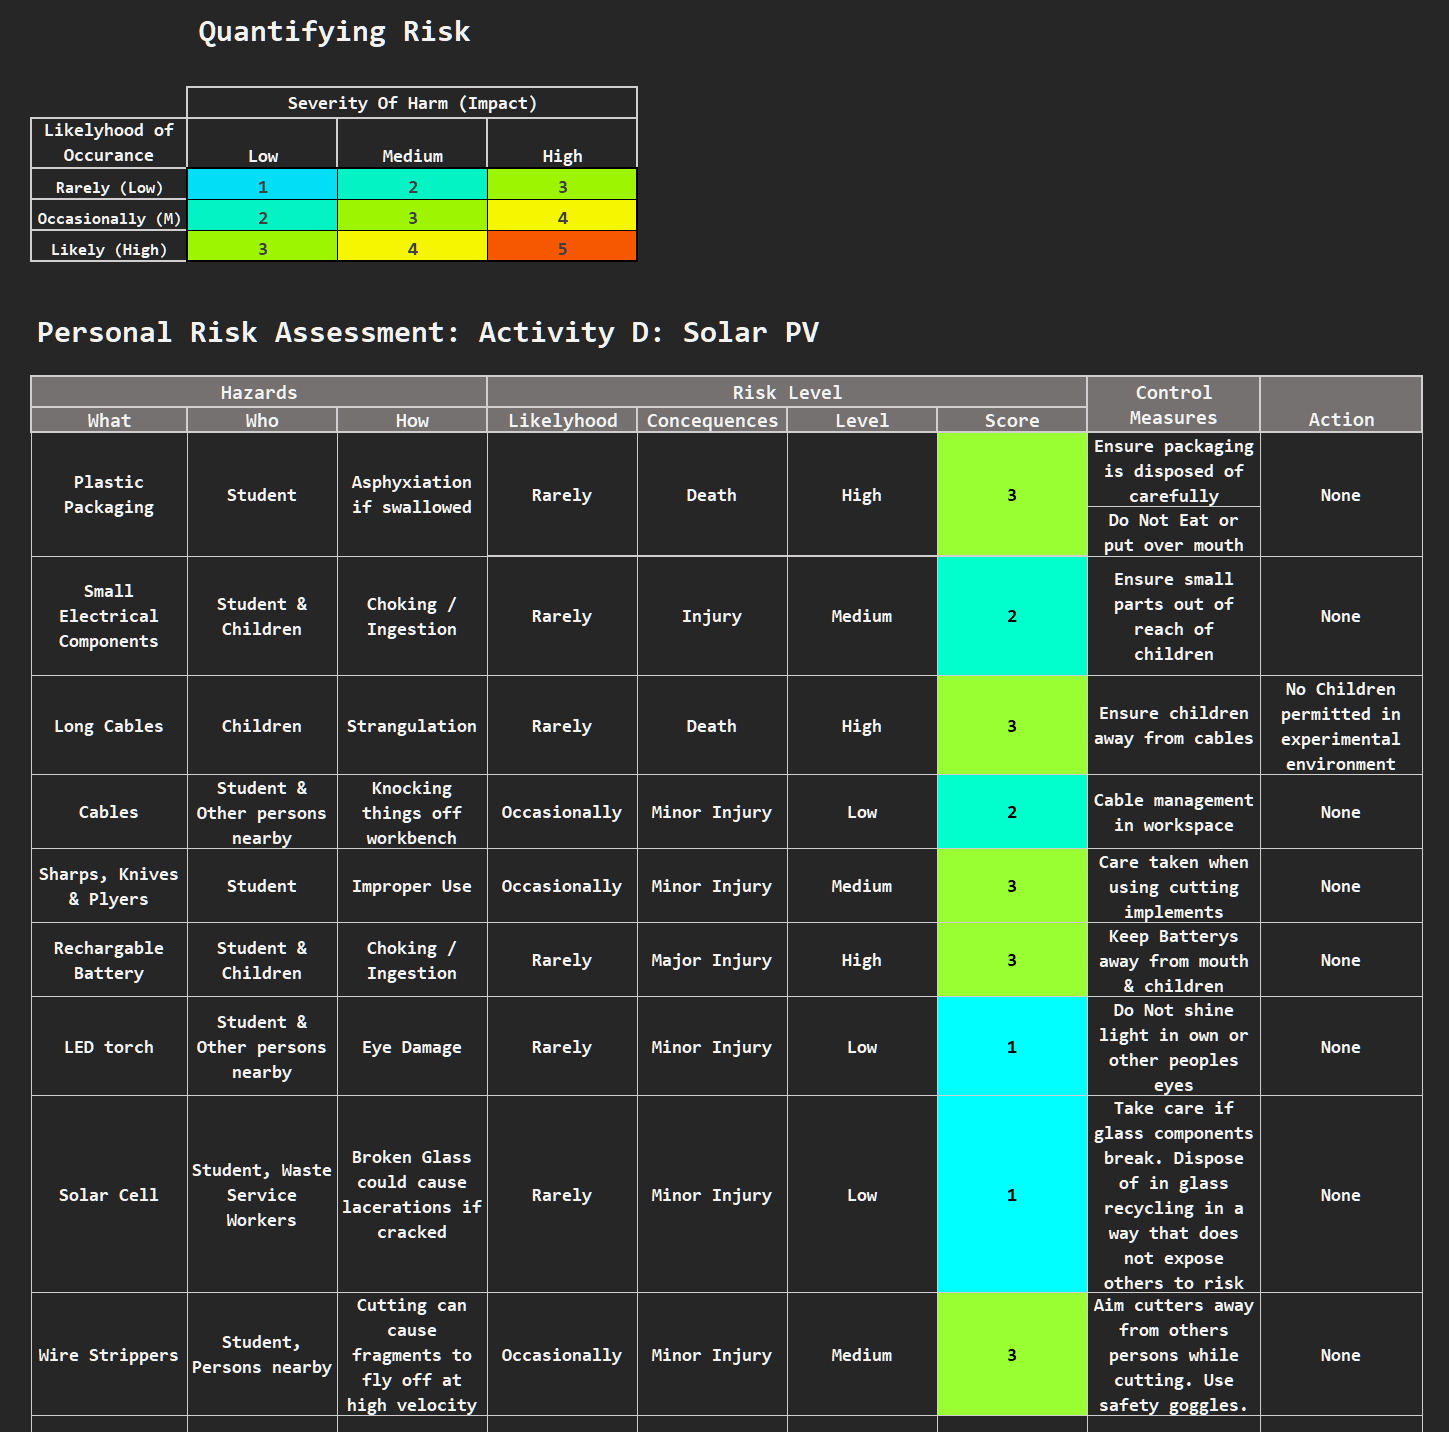 Quantifying Risk
Severity Of Harm (Impact)
Likelyhood of
Occurance
Low
Medium
High
Rarely (Low)
1
2
3
Occasionally (M)
2
3
4
Likely (High)
3
4
5
Personal Risk Assessment: Activity D: Solar PV
Hazards
Risk Level
Control
Measures
Action
What
Who
How
Likelyhood
Concequences
Level
Score
Plastic
Packaging
Student
Asphyxiation
if swallowed
Rarely
Death
High
3
Ensure packaging
is disposed of
carefully
Do Not Eat or
put over mouth
None
Small
Electrical
Components
Student &
Children
Choking /
Ingestion
Rarely
Injury
Medium
2
Ensure small
parts out of
reach of
children
None
Long Cables
Children
Strangulation
Rarely
Death
High
3
Ensure children
away from cables
No Children
permitted in
experimental
environment
Cables
Student &
Other persons
nearby
Knocking
things off
workbench
Occasionally
Minor Injury
Low
2
Cable management
in workspace
None
Sharps, Knives
& Plyers
Student
Improper Use
Occasionally
Minor Injury
Medium
3
Care taken when
using cutting
implements
None
Rechargable
Battery
Student &
Children
Choking /
Ingestion
Rarely
Major Injury
High
3
Keep Batterys
away from mouth
& children
None
LED torch
Student &
Other persons
nearby
Eye Damage
Rarely
Minor Injury
Low
1
Do Not shine
light in own or
other peoples
eyes
None
Solar Cell
Student, Waste
Service
Workers
Broken Glass
could cause
lacerations if
cracked
Rarely
Minor Injury
Low
1
Take care if
glass components
break. Dispose
of in glass
recycling in a
way that does
not expose
others to risk
None
Wire Strippers
Student,
Persons nearby
Cutting can
cause
fragments to
fly off at
high velocity
Occasionally
Minor Injury
Medium
3
Aim cutters away
from others
persons while
cutting. Use
safety goggles.
None